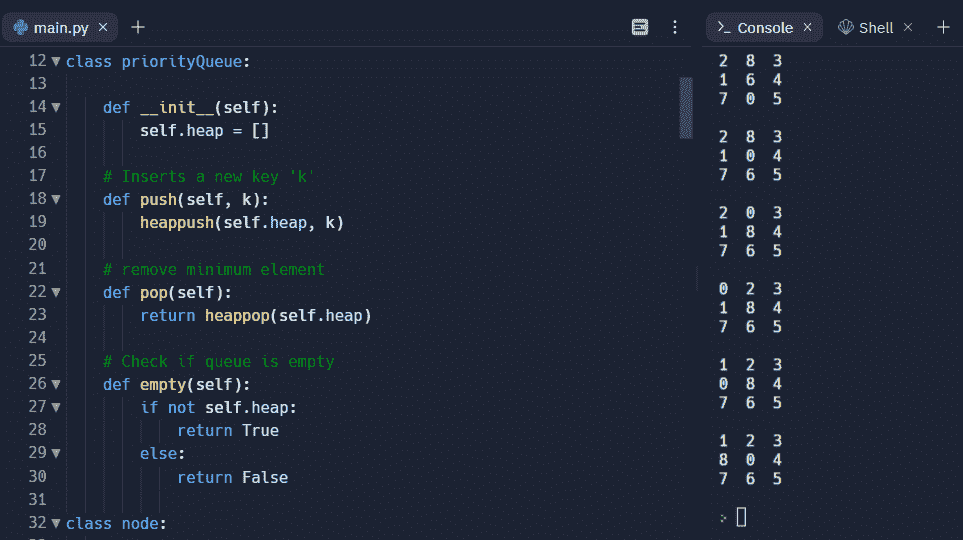 main.py × +
12 class priorityQueue:
13
14 def __init__(self):
15 self.heap = []
16
17 # Inserts a new key 'k'
18 def push(self, k):
19 heappush(self.heap, k)
20
21 # remove minimum element
22 def pop(self):
23 return heappop(self.heap)
24
25 # Check if queue is empty
26 def empty(self):
27 if not self.heap:
28 return True
29 else:
30 return False
31
32 class node:
>_ Console × Shell × +
2 8 3
1 6 4
7 0 5
2 8 3
1 0 4
7 6 5
2 0 3
1 8 4
7 6 5
0 2 3
1 8 4
7 6 5
1 2 3
0 8 4
7 6 5
1 2 3
8 0 4
7 6 5
>